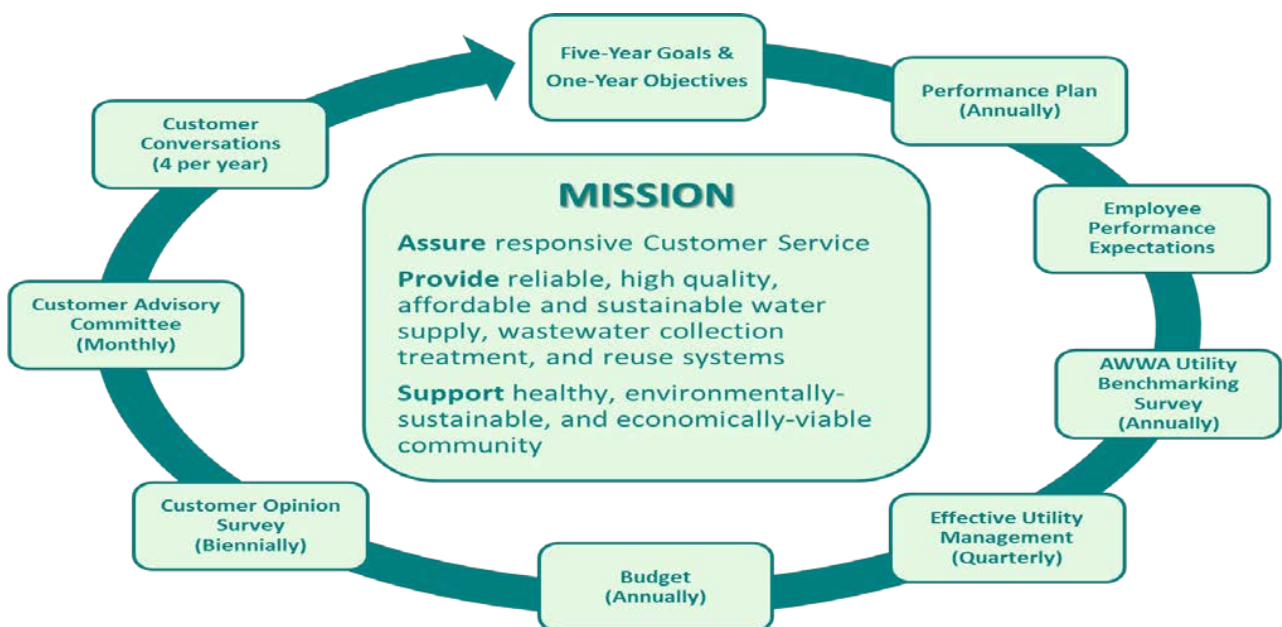 Five-Year Goals &
One-Year Objectives
Performance Plan
(Annually)
Employee
Performance
Expectations
AWWA Utility
Benchmarking
Survey
(Annually)
Effective Utility
Management
(Quarterly)
Budget
(Annually)
Customer Opinion
Survey
(Biennially)
Customer Advisory
Committee
(Monthly)
Customer
Conversations
(4 per year)
MISSION
Assure responsive Customer Service
Provide reliable, high quality,
affordable and sustainable water
supply, wastewater collection
treatment, and reuse systems
Support healthy, environmentally-
sustainable, and economically-viable
community